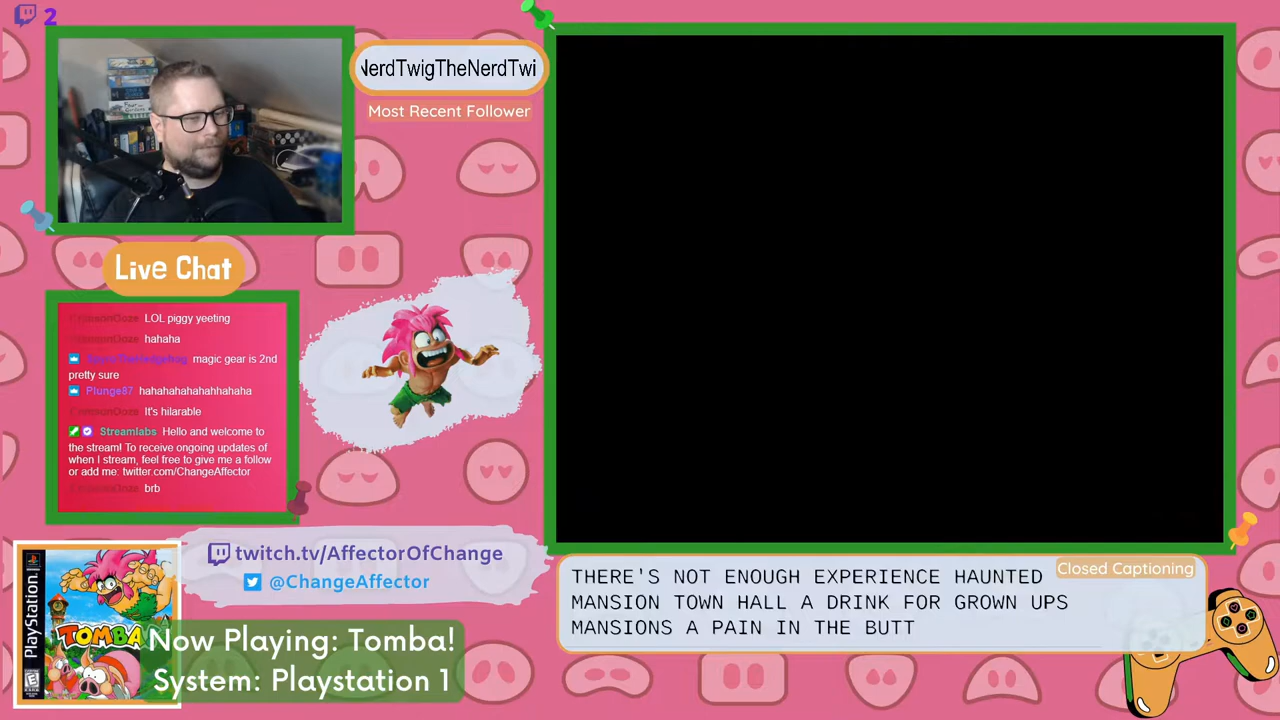 2
NerdTwigTheNerdTwi
Most Recent Follower
Live Chat
LOL piggy yeeting
hahaha
magic gear is 2nd
pretty sure
Plunge87 hahahahahahahhahaha
It's hilarable
Streamlabs Hello and welcome to
the stream! To receive ongoing updates of
when I stream, feel free to give me a follow
or add me: twitter.com/ChangeAffector
brb
twitch.tv/AffectorOfChange
@ChangeAffector
PlayStation
TOMBA
Now Playing: Tomba!
System: Playstation 1
Closed Captioning
THERE'S NOT ENOUGH EXPERIENCE HAUNTED
MANSION TOWN HALL A DRINK FOR GROWN UPS
MANSIONS A PAIN IN THE BUTT